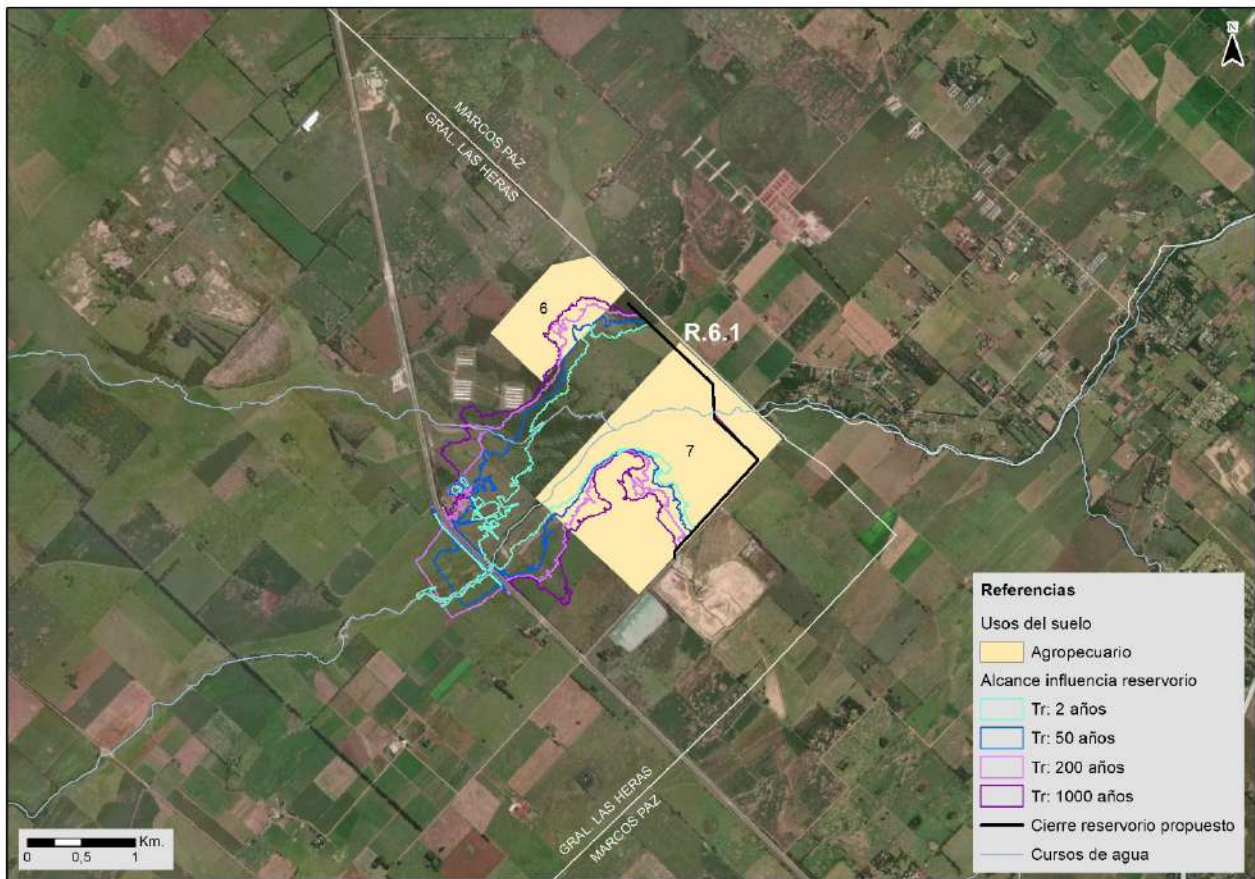 N
MARCOS PAZ
GRAL. LAS HERAS
6
R.6.1
7
GRAL. LAS HERAS
MARCOS PAZ
Referencias
Usos del suelo
Agropecuario
Alcance influencia reservorio
Tr: 2 años
Tr: 50 años
Tr: 200 años
Tr: 1000 años
Cierre reservorio propuesto
Cursos de agua
Km.
0 0,5 1